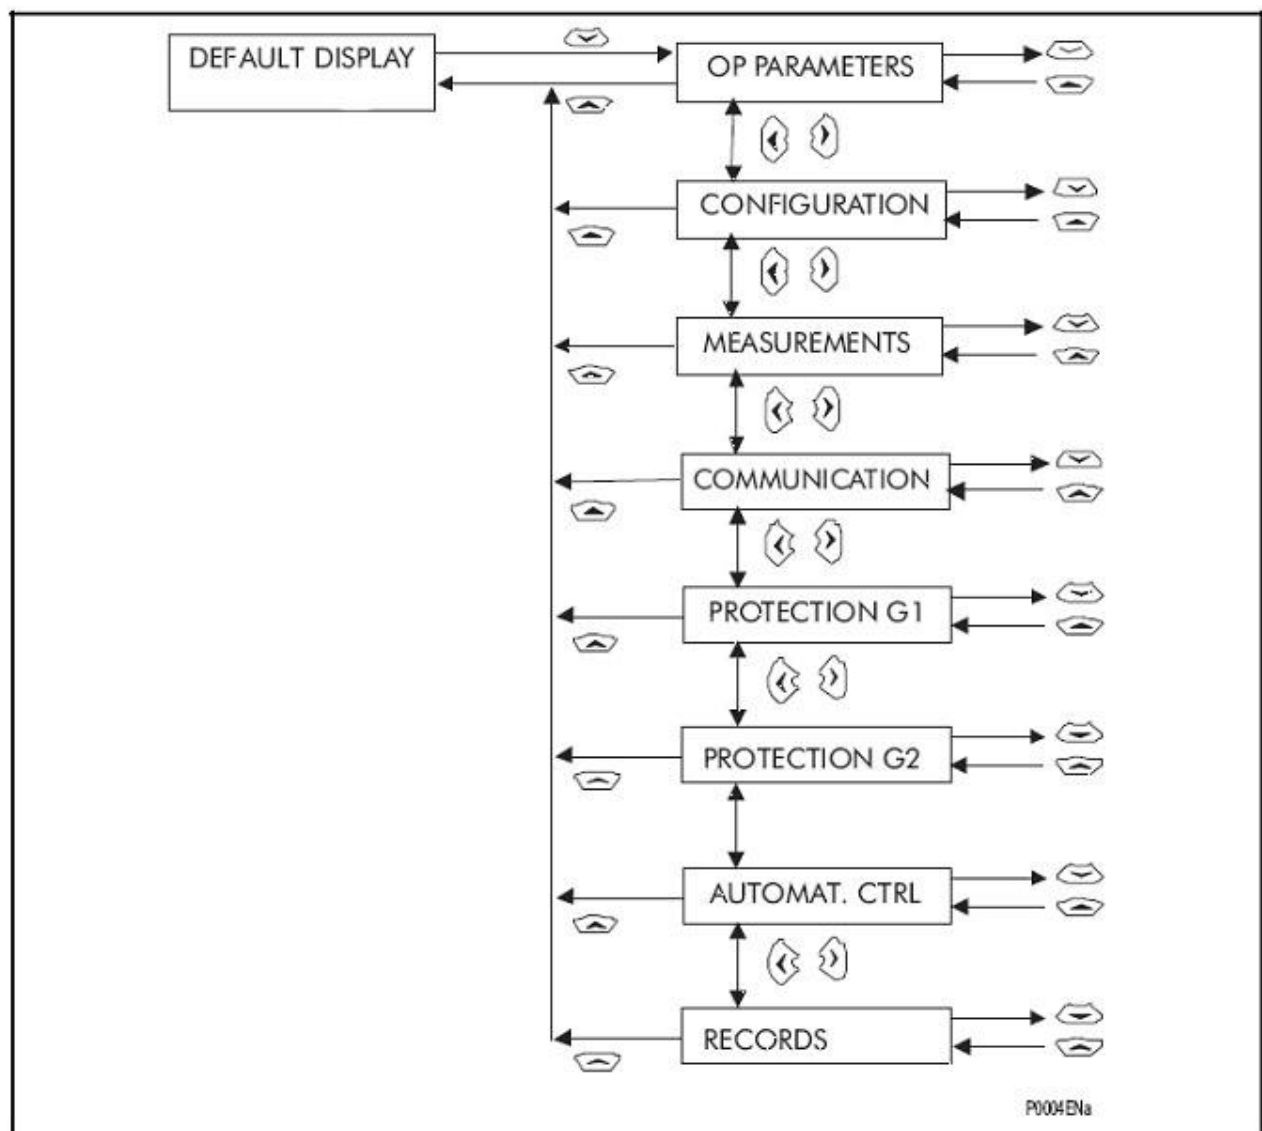 DEFAULT DISPLAY
OP PARAMETERS
CONFIGURATION
MEASUREMENTS
COMMUNICATION
PROTECTION G1
PROTECTION G2
AUTOMAT. CTRL
RECORDS
P0004ENa